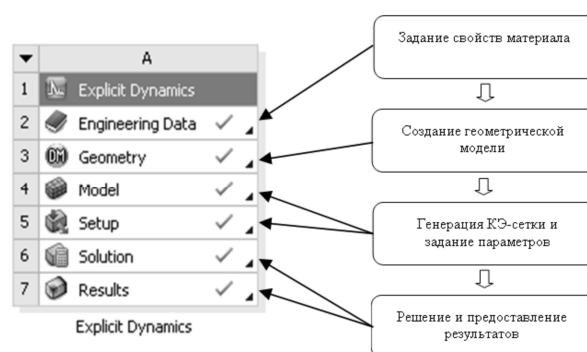 A
1 Explicit Dynamics
2 Engineering Data
3 DM Geometry
4 Model
5 Setup
6 Solution
7 Results
Explicit Dynamics
Задание свойств материала
Создание геометрической
модели
Генерация КЭ-сетки и
задание параметров
Решение и предоставление
результатов